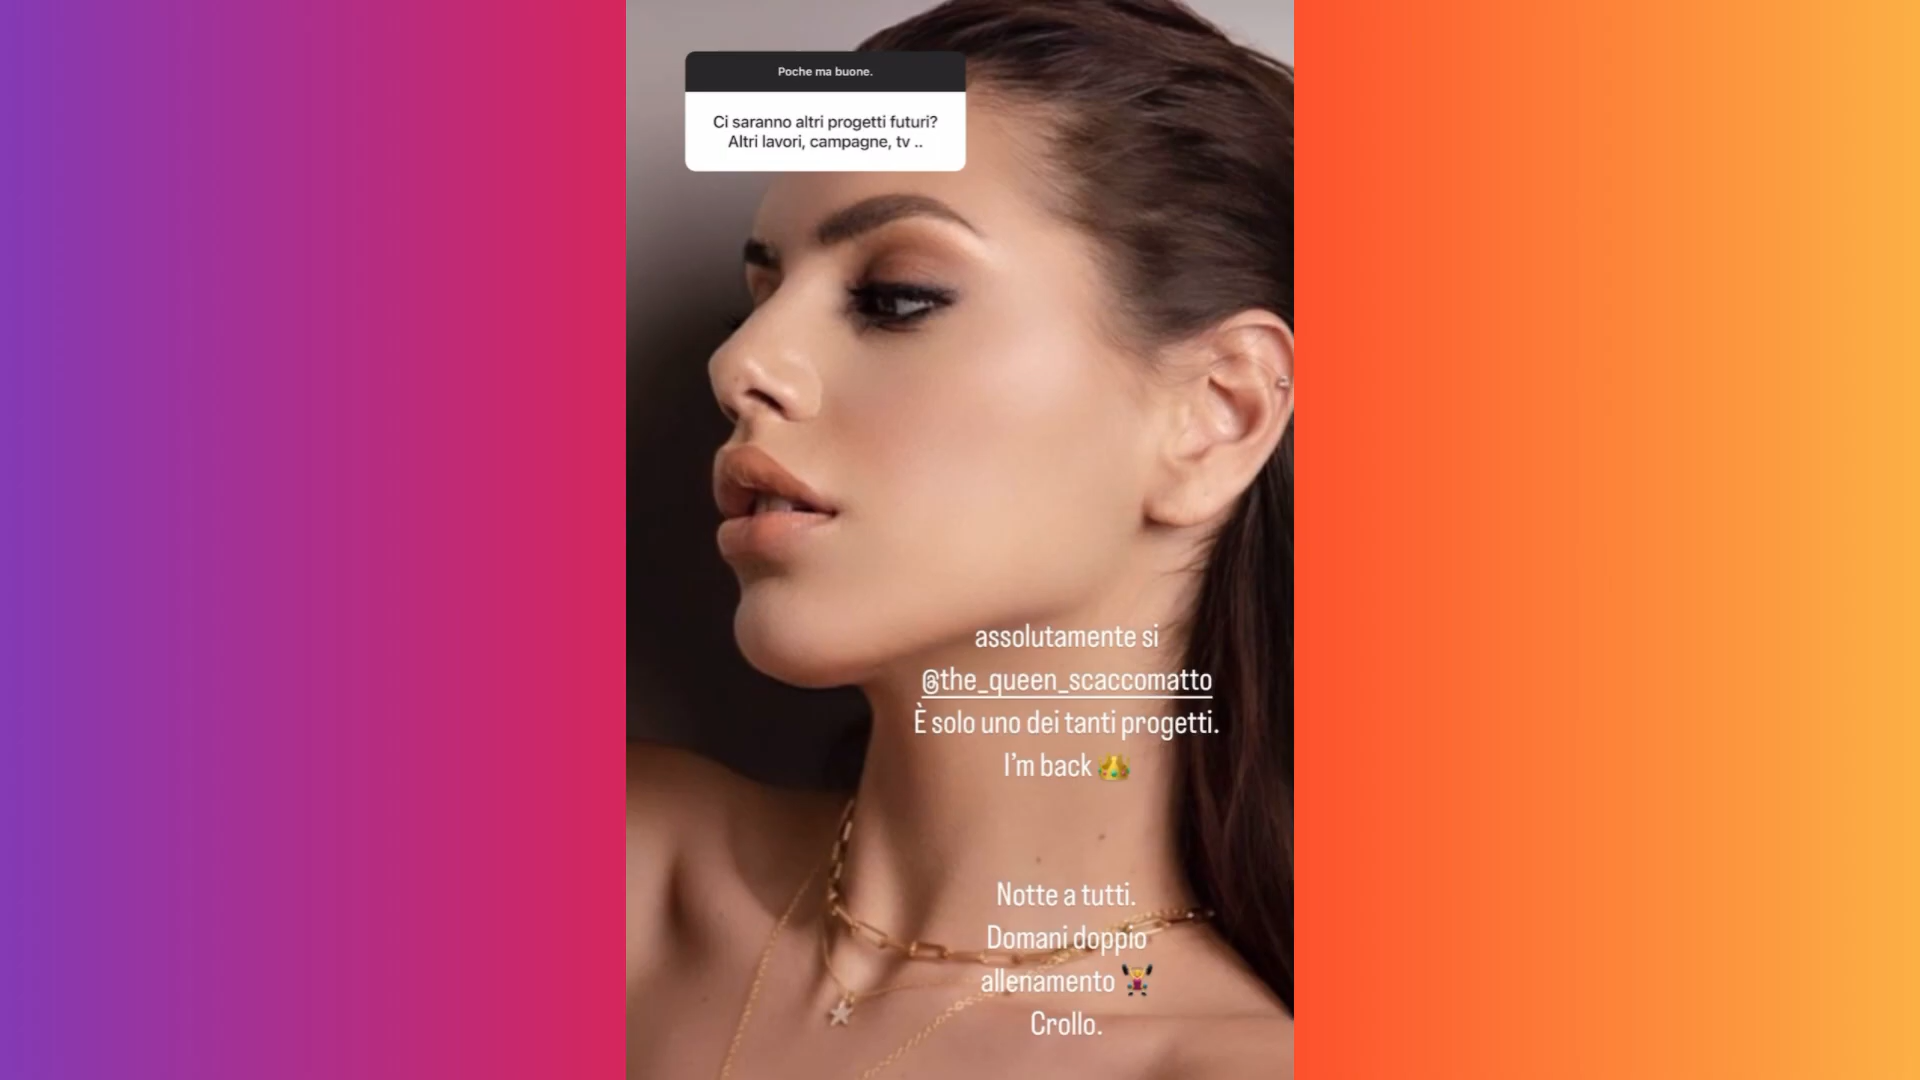 Poche ma buone.
Ci saranno altri progetti futuri?
Altri lavori, campagne, tv ..
assolutamente si
@the_queen_scaccomatto
È solo uno dei tanti progetti.
I’m back 👑
Notte a tutti.
Domani doppio
allenamento 🏋️‍♀️
Crollo.